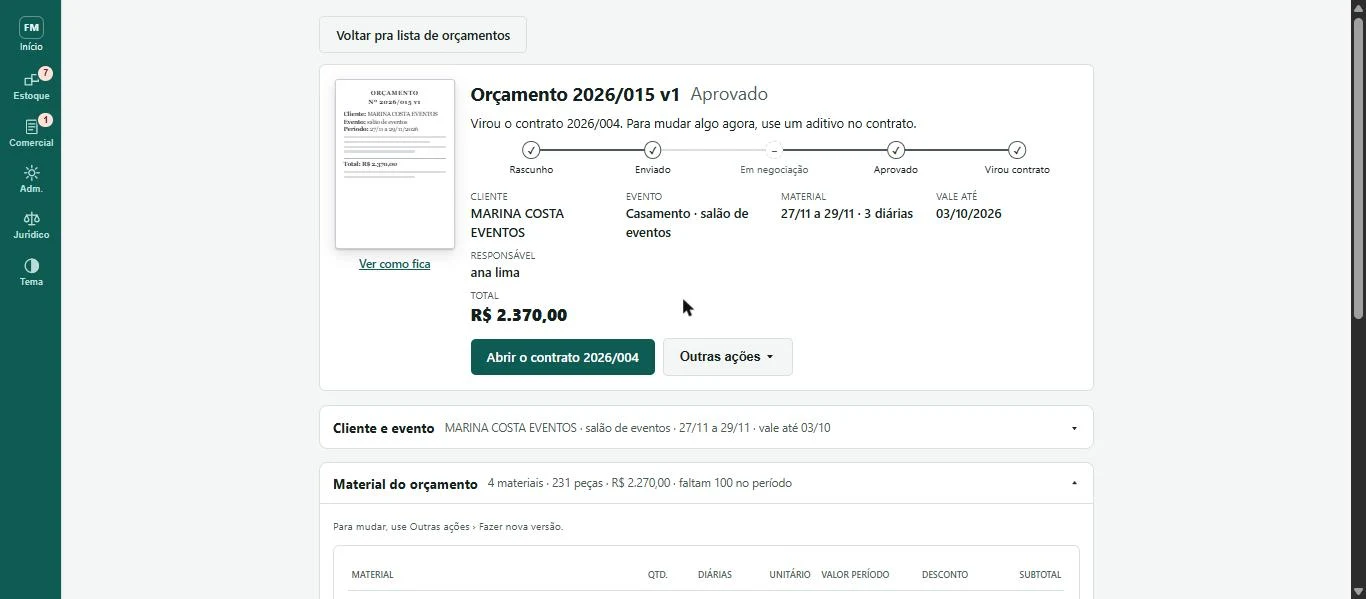 FM
Início
7
Estoque
1
Comercial
Adm.
Jurídico
Tema
Voltar pra lista de orçamentos
ORÇAMENTO
Nº 2026/015 v1
Cliente: MARINA COSTA EVENTOS
Evento: salão de eventos
Período: 27/11 a 29/11/2026
Total: R$ 2.370,00
Ver como fica
Orçamento 2026/015 v1 Aprovado
Virou o contrato 2026/004. Para mudar algo agora, use um aditivo no contrato.
Rascunho Enviado Em negociação Aprovado Virou contrato
CLIENTE EVENTO MATERIAL VALE ATÉ
MARINA COSTA Casamento · salão de 27/11 a 29/11 · 3 diárias 03/10/2026
EVENTOS eventos
RESPONSÁVEL
ana lima
TOTAL
R$ 2.370,00
Abrir o contrato 2026/004 Outras ações
Cliente e evento MARINA COSTA EVENTOS · salão de eventos · 27/11 a 29/11 · vale até 03/10
Material do orçamento 4 materiais · 231 peças · R$ 2.270,00 · faltam 100 no período
Para mudar, use Outras ações › Fazer nova versão.
MATERIAL QTD. DIÁRIAS UNITÁRIO VALOR PERÍODO DESCONTO SUBTOTAL